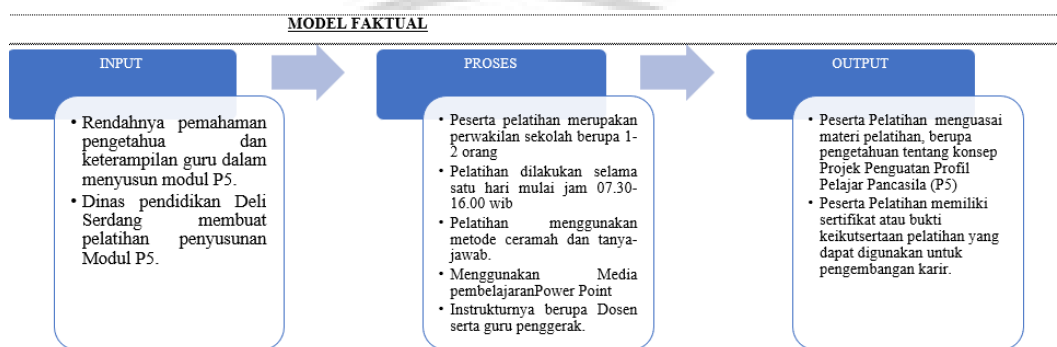 MODEL FAKTUAL
INPUT
• Rendahnya pemahaman
pengetahua dan
keterampilan guru dalam
menyusun modul P5.
• Dinas pendidikan Deli
Serdang membuat
pelatihan penyusunan
Modul P5.
PROSES
• Peserta pelatihan merupakan
perwakilan sekolah berupa 1-
2 orang
• Pelatihan dilakukan selama
satu hari mulai jam 07.30-
16.00 wib
• Pelatihan menggunakan
metode ceramah dan tanya-
jawab.
• Menggunakan Media
pembelajaranPower Point
• Instrukturnya berupa Dosen
serta guru penggerak.
OUTPUT
• Peserta Pelatihan menguasai
materi pelatihan, berupa
pengetahuan tentang konsep
Projek Penguatan Profil
Pelajar Pancasila (P5)
• Peserta Pelatihan memiliki
sertifikat atau bukti
keikutsertaan pelatihan yang
dapat digunakan untuk
pengembangan karir.